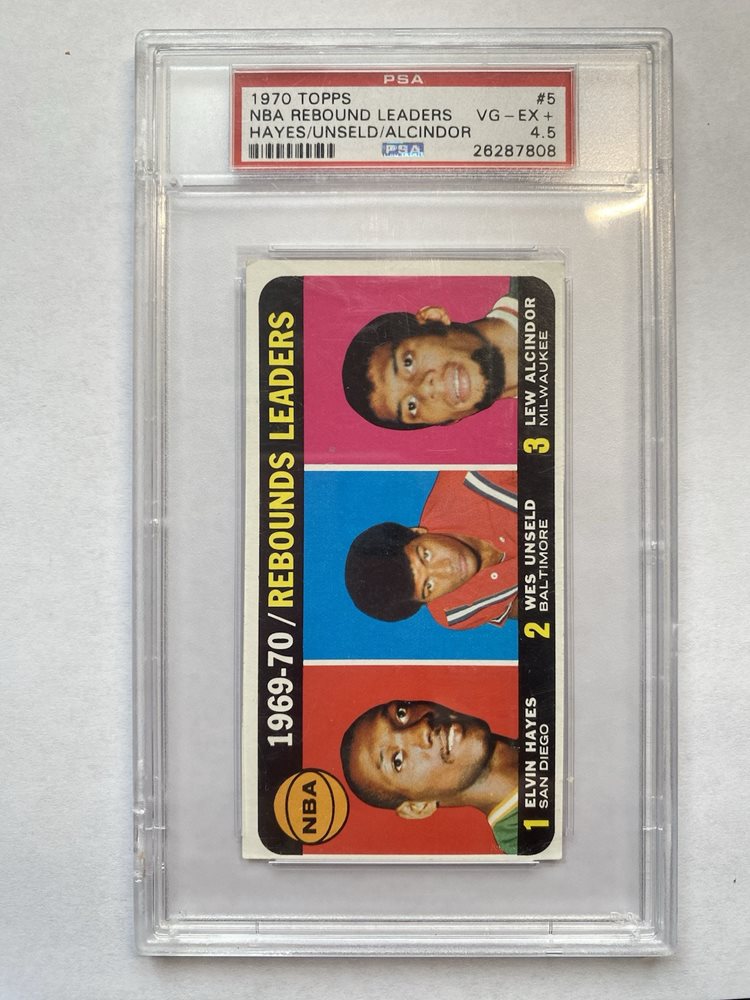 PSA
1970 TOPPS #5
NBA REBOUND LEADERS VG-EX+
HAYES/UNSELD/ALCINDOR 4.5
PSA 26287808
1969-70/REBOUNDS LEADERS
NBA
1 ELVIN HAYES
SAN DIEGO
2 WES UNSELD
BALTIMORE
3 LEW ALCINDOR
MILWAUKEE